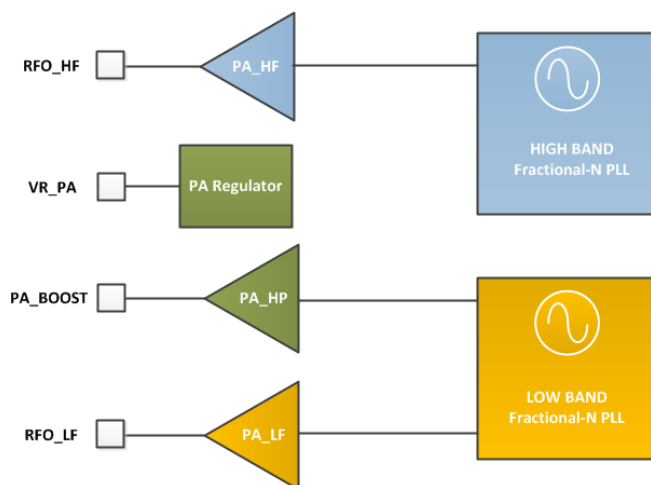 RFO_HF
PA_HF
HIGH BAND
Fractional-N PLL
VR_PA
PA Regulator
PA_BOOST
PA_HP
LOW BAND
Fractional-N PLL
RFO_LF
PA_LF